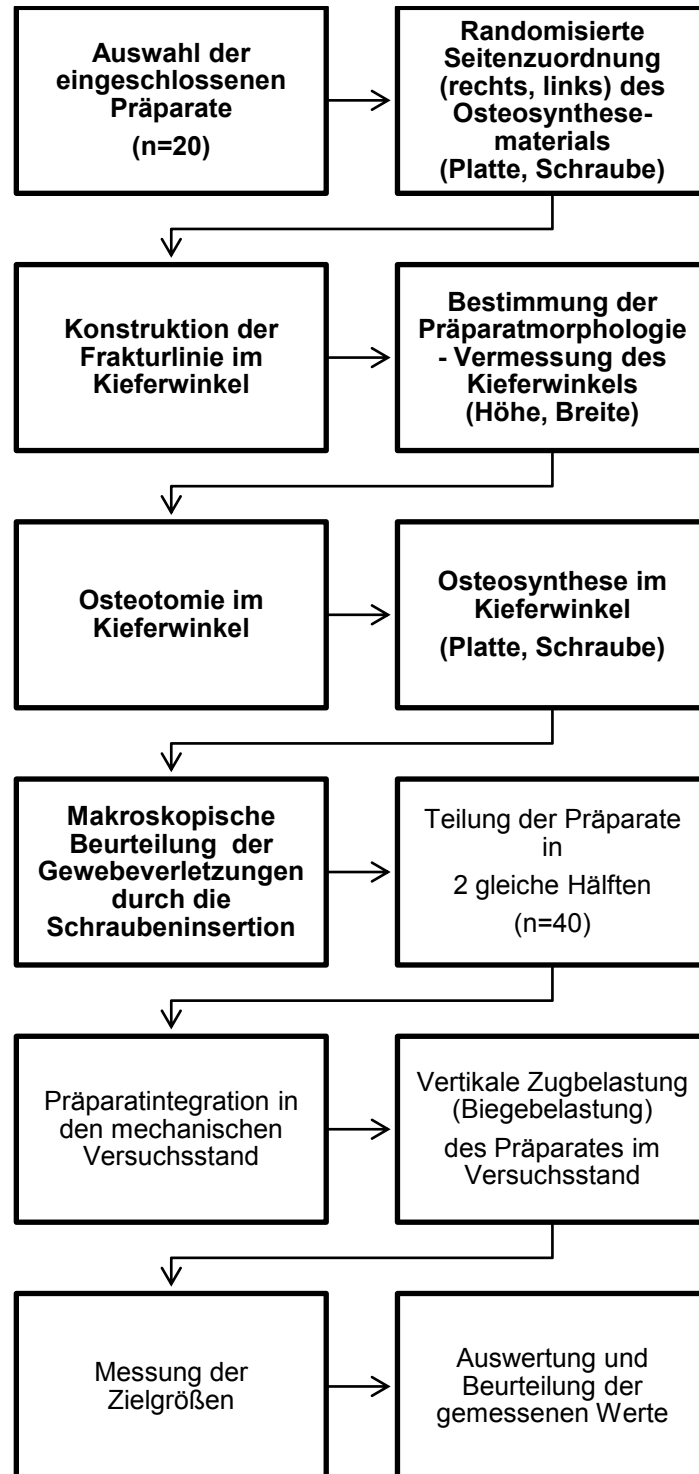 Auswahl der
eingeschlossenen
Präparate
(n=20)
Randomisierte
Seitenzuordnung
(rechts, links) des
Osteosynthese-
materials
(Platte, Schraube)
Konstruktion der
Frakturlinie im
Kieferwinkel
Bestimmung der
Präparatmorphologie
- Vermessung des
Kieferwinkels
(Höhe, Breite)
Osteotomie im
Kieferwinkel
Osteosynthese im
Kieferwinkel
(Platte, Schraube)
Makroskopische
Beurteilung der
Gewebeverletzungen
durch die
Schraubeninsertion
Teilung der Präparate
in
2 gleiche Hälften
(n=40)
Präparatintegration in
den mechanischen
Versuchsstand
Vertikale Zugbelastung
(Biegebelastung)
des Präparates im
Versuchsstand
Messung der
Zielgrößen
Auswertung und
Beurteilung der
gemessenen Werte